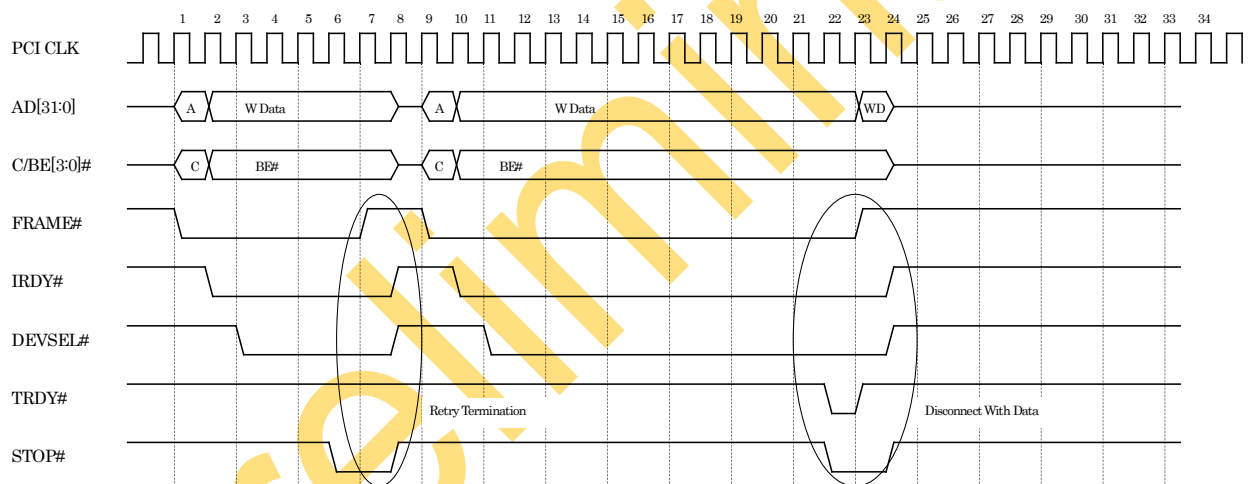 1 2 3 4 5 6 7 8 9 10 11 12 13 14 15 16 17 18 19 20 21 22 23 24 25 26 27 28 29 30 31 32 33 34
PCI CLK
AD[31:0] A W Data A W Data WD
C/BE[3:0]# C BE# C BE#
FRAME#
IRDY#
DEVSEL#
TRDY#
Retry Termination Disconnect With Data
STOP#